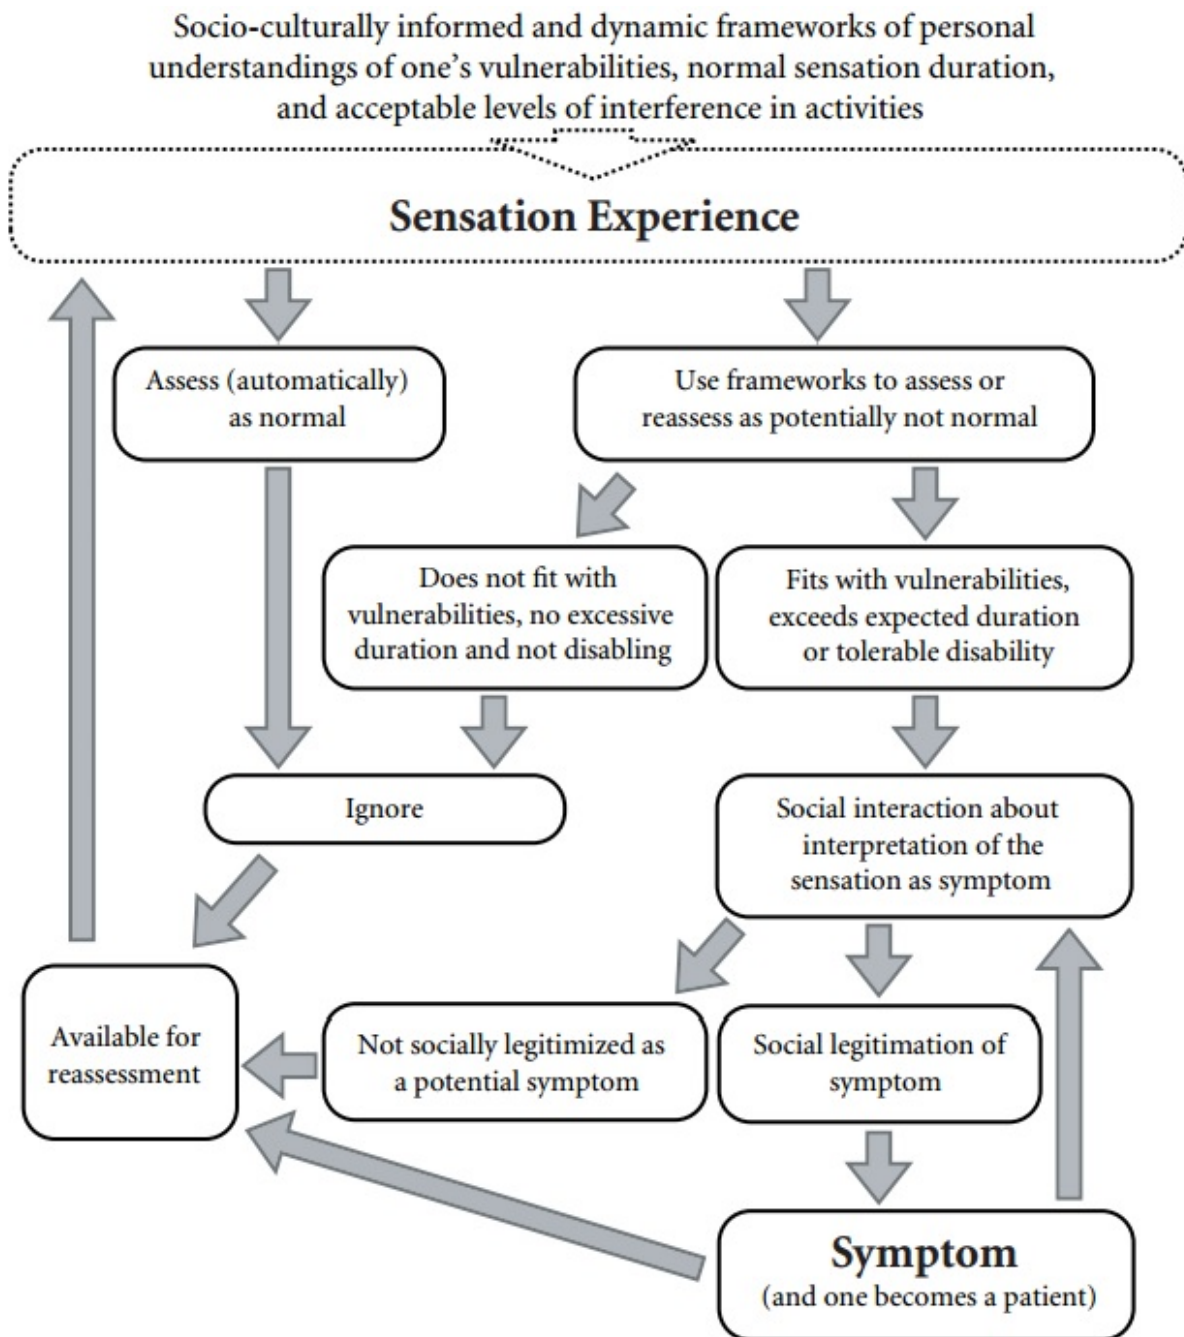 Socio-culturally informed and dynamic frameworks of personal
understandings of one's vulnerabilities, normal sensation duration,
and acceptable levels of interference in activities
Sensation Experience
Assess (automatically)
as normal
Use frameworks to assess or
reassess as potentially not normal
Does not fit with
vulnerabilities, no excessive
duration and not disabling
Fits with vulnerabilities,
exceeds expected duration
or tolerable disability
Ignore
Social interaction about
interpretation of the
sensation as symptom
Available for
reassessment
Not socially legitimized as
a potential symptom
Social legitimation of
symptom
Symptom
(and one becomes a patient)